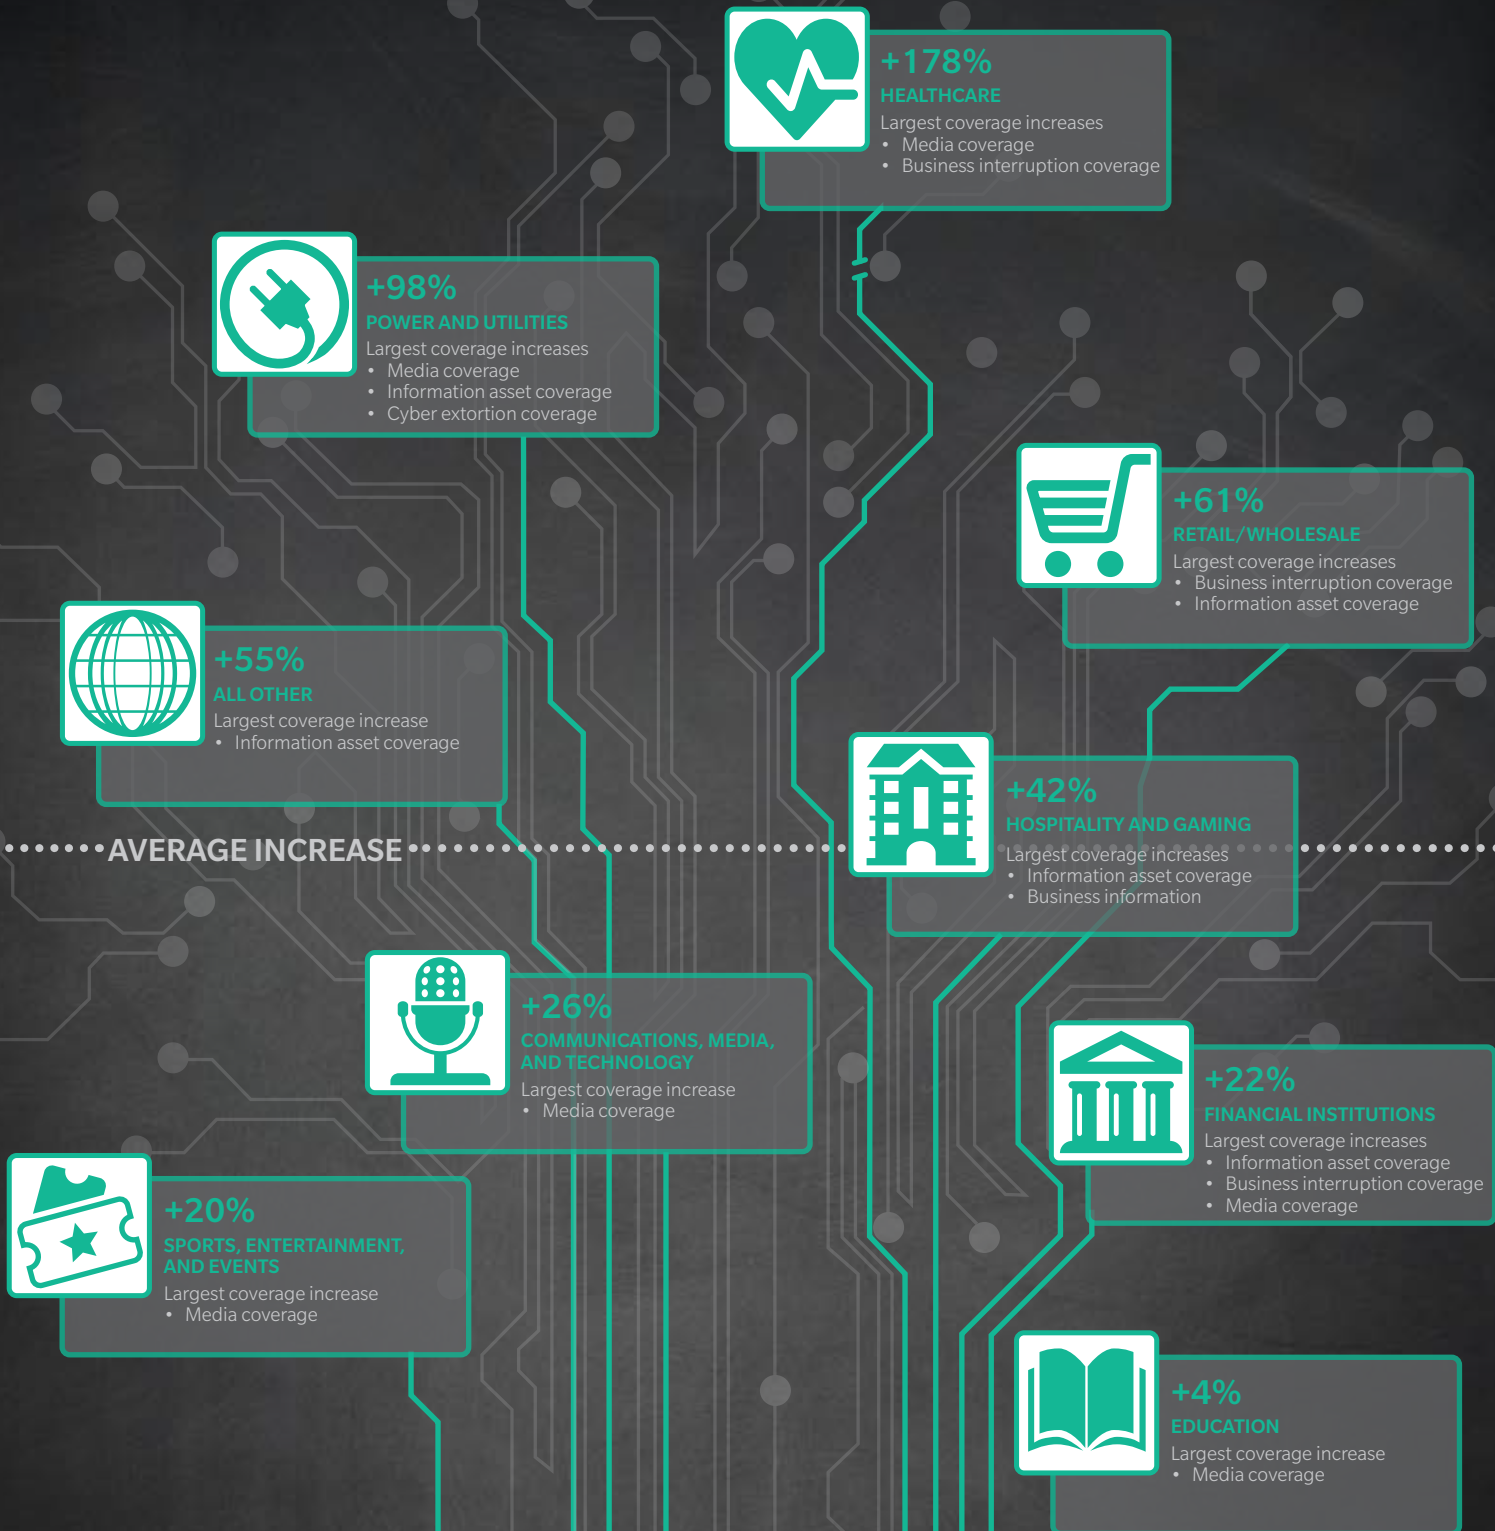 +178%
HEALTHCARE
Largest coverage increases
• Media coverage
• Business interruption coverage
+98%
POWER AND UTILITIES
Largest coverage increases
• Media coverage
• Information asset coverage
• Cyber extortion coverage
+61%
RETAIL/WHOLESALE
Largest coverage increases
• Business interruption coverage
• Information asset coverage
+55%
ALL OTHER
Largest coverage increase
• Information asset coverage
+42%
HOSPITALITY AND GAMING
Largest coverage increases
• Information asset coverage
• Business information
AVERAGE INCREASE
+26%
COMMUNICATIONS, MEDIA,
AND TECHNOLOGY
Largest coverage increase
• Media coverage
+22%
FINANCIAL INSTITUTIONS
Largest coverage increases
• Information asset coverage
• Business interruption coverage
• Media coverage
+20%
SPORTS, ENTERTAINMENT,
AND EVENTS
Largest coverage increase
• Media coverage
+4%
EDUCATION
Largest coverage increase
• Media coverage